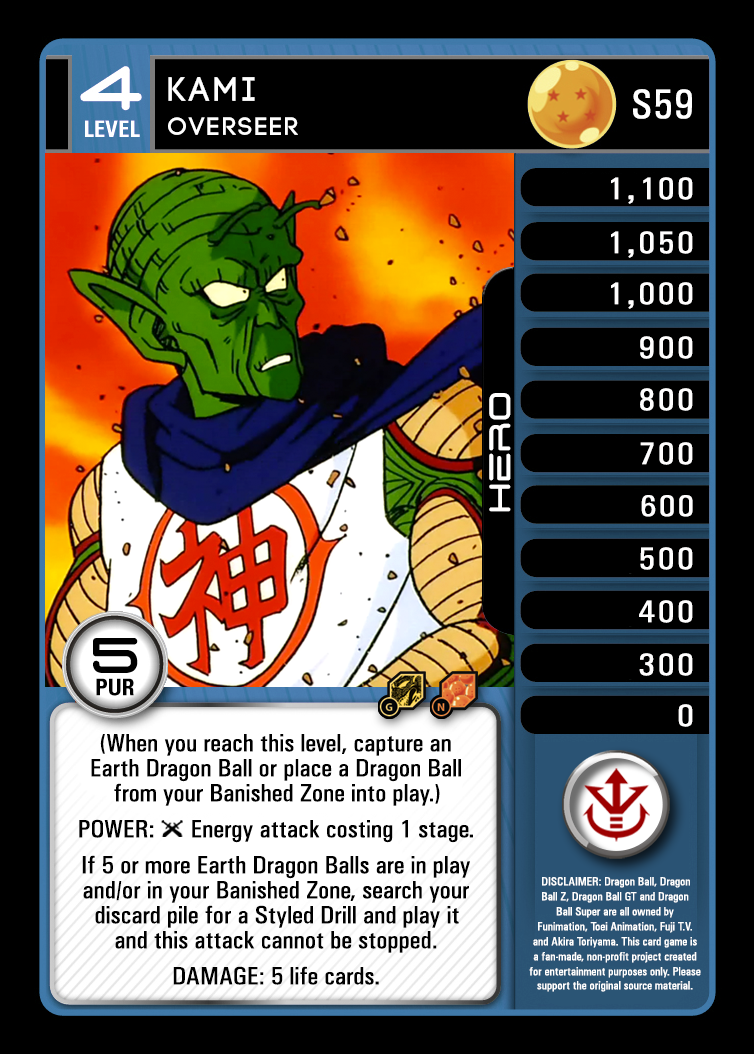 4
LEVEL
KAMI
OVERSEER
S59
1,100
1,050
1,000
900
800
700
600
500
400
300
0
HERO
神
5
PUR
G
N
(When you reach this level, capture an
Earth Dragon Ball or place a Dragon Ball
from your Banished Zone into play.)
POWER: Energy attack costing 1 stage.
If 5 or more Earth Dragon Balls are in play
and/or in your Banished Zone, search your
discard pile for a Styled Drill and play it
and this attack cannot be stopped.
DAMAGE: 5 life cards.
DISCLAIMER: Dragon Ball, Dragon
Ball Z, Dragon Ball GT and Dragon
Ball Super are all owned by
Funimation, Toei Animation, Fuji T.V.
and Akira Toriyama. This card game is
a fan-made, non-profit project created
for entertainment purposes only. Please
support the original source material.